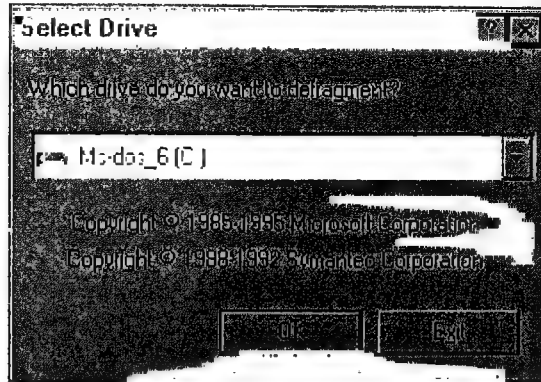 Select Drive
Which drive do you want to defragment?
Ms-dos_6 (C:)
Copyright © 1985-1995 Microsoft Corporation
Copyright © 1988-1992 Symantec Corporation
OK Exit